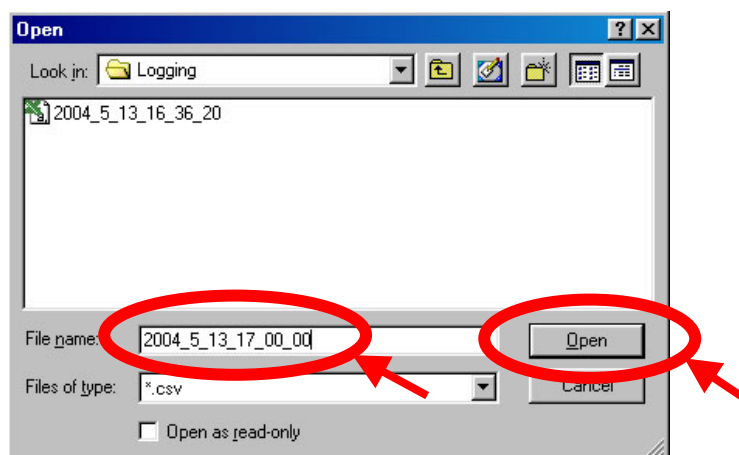 Open
Look in: Logging
2004_5_13_16_36_20
File name: 2004_5_13_17_00_00 Open
Files of type: *.csv Cancel
Open as read-only